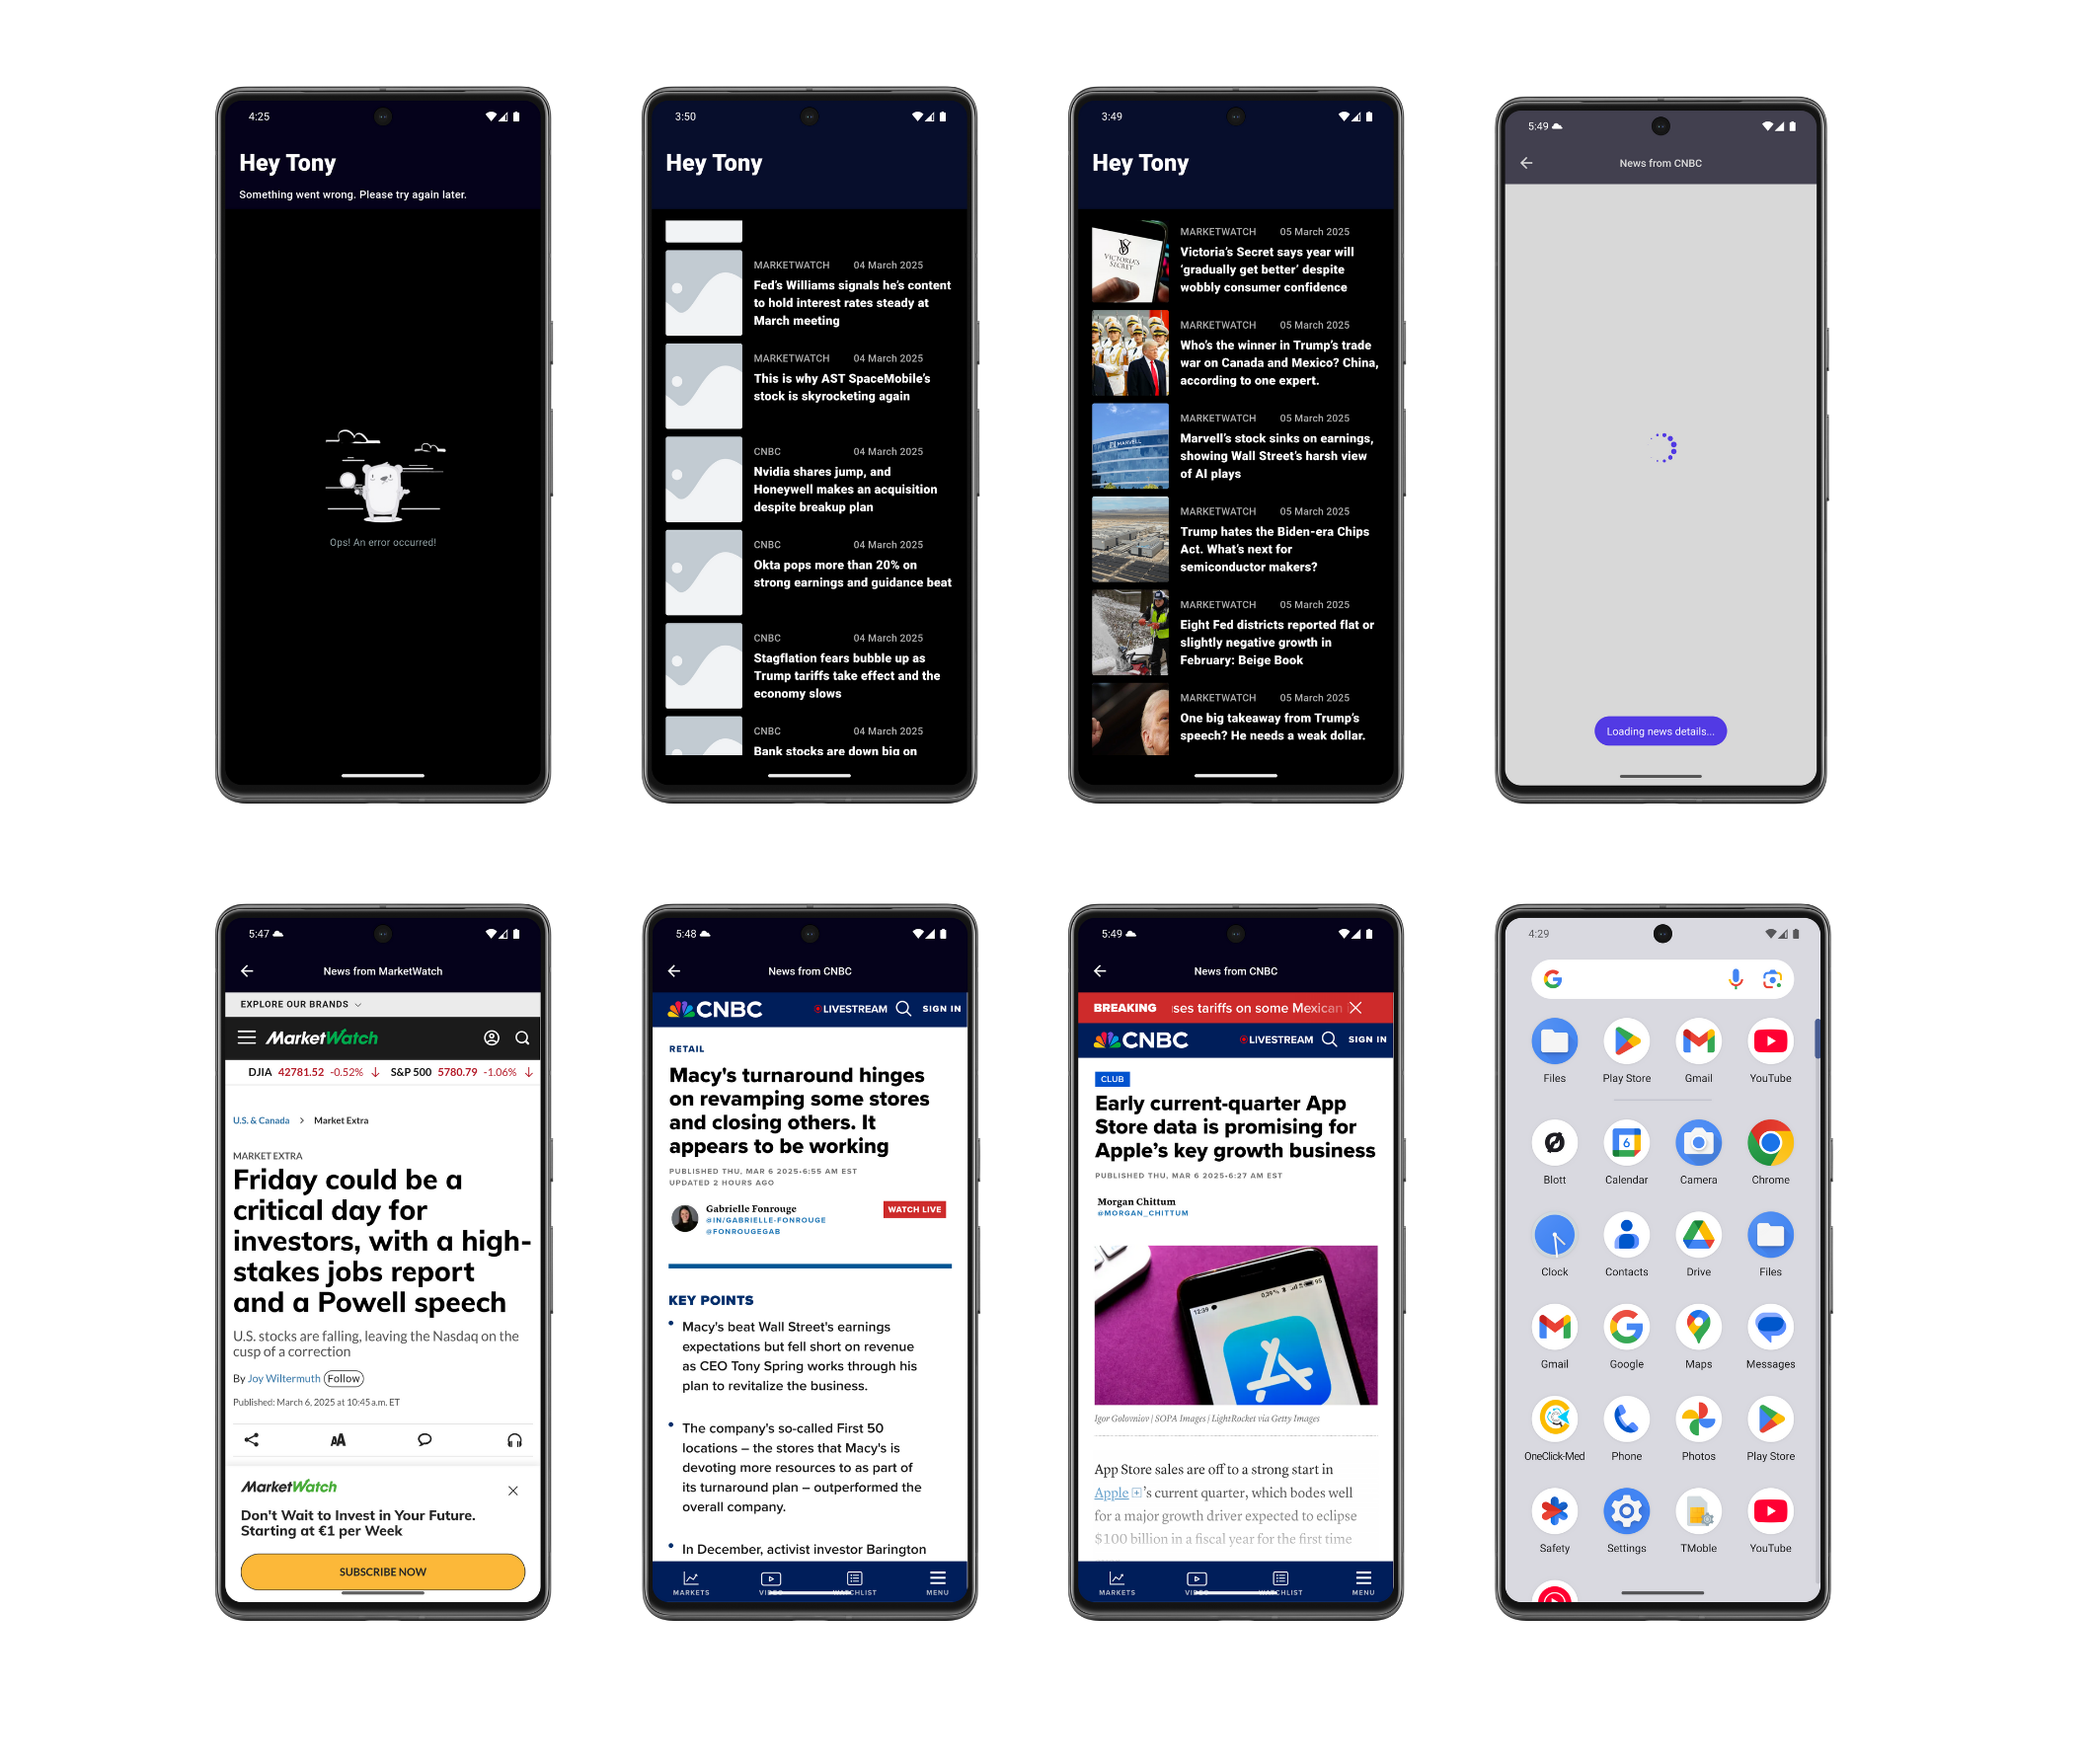 4:25
Hey Tony
Something went wrong. Please try again later.
Ops! An error occurred!
3:50
Hey Tony
MARKETWATCH 04 March 2025
Fed's Williams signals he's content
to hold interest rates steady at
March meeting
MARKETWATCH 04 March 2025
This is why AST SpaceMobile's
stock is skyrocketing again
CNBC 04 March 2025
Nvidia shares jump, and
Honeywell makes an acquisition
despite breakup plan
CNBC 04 March 2025
Okta pops more than 20% on
strong earnings and guidance beat
CNBC 04 March 2025
Stagflation fears bubble up as
Trump tariffs take effect and the
economy slows
CNBC 04 March 2025
Bank stocks are down big on
3:49
Hey Tony
VICTORIA'S
SECRET
MARKETWATCH 05 March 2025
Victoria's Secret says year will
'gradually get better' despite
wobbly consumer confidence
MARKETWATCH 05 March 2025
Who's the winner in Trump's trade
war on Canada and Mexico? China,
according to one expert.
MARVELL
MARKETWATCH 05 March 2025
Marvell's stock sinks on earnings,
showing Wall Street's harsh view
of AI plays
MARKETWATCH 05 March 2025
Trump hates the Biden-era Chips
Act. What's next for
semiconductor makers?
MARKETWATCH 05 March 2025
Eight Fed districts reported flat or
slightly negative growth in
February: Beige Book
MARKETWATCH 05 March 2025
One big takeaway from Trump's
speech? He needs a weak dollar.
5:49
News from CNBC
Loading news details...
5:47
News from MarketWatch
EXPLORE OUR BRANDS
MarketWatch
DJIA 42781.52 -0.52% S&P 500 5780.79 -1.06%
U.S. & Canada Market Extra
MARKET EXTRA
Friday could be a
critical day for
investors, with a high-
stakes jobs report
and a Powell speech
U.S. stocks are falling, leaving the Nasdaq on the
cusp of a correction
By Joy Wiltermuth Follow
Published: March 6, 2025 at 10:45 a.m. ET
AA
MarketWatch
Don't Wait to Invest in Your Future.
Starting at €1 per Week
SUBSCRIBE NOW
5:48
News from CNBC
CNBC LIVESTREAM SIGN IN
RETAIL
Macy's turnaround hinges
on revamping some stores
and closing others. It
appears to be working
PUBLISHED THU, MAR 6 2025•6:55 AM EST
UPDATED 2 HOURS AGO
Gabrielle Fonrouge
@IN/GABRIELLE-FONROUGE
@FONROUGEGAB
WATCH LIVE
KEY POINTS
• Macy's beat Wall Street's earnings
expectations but fell short on revenue
as CEO Tony Spring works through his
plan to revitalize the business.
• The company's so-called First 50
locations – the stores that Macy's is
devoting more resources to as part of
its turnaround plan – outperformed the
overall company.
• In December, activist investor Barington
MARKETS MENU
5:49
News from CNBC
BREAKING ses tariffs on some Mexican
CNBC LIVESTREAM SIGN IN
CLUB
Early current-quarter App
Store data is promising for
Apple's key growth business
PUBLISHED THU, MAR 6 2025•6:27 AM EST
Morgan Chittum
@MORGAN_CHITTUM
12:39 0,39% 95
Igor Golovniov | SOPA Images | LightRocket via Getty Images
App Store sales are off to a strong start in
Apple's current quarter, which bodes well
for a major growth driver expected to eclipse
$100 billion in a fiscal year for the first time
MARKETS MENU
4:29
Files Play Store Gmail YouTube
6
Blott Calendar Camera Chrome
Clock Contacts Drive Files
Gmail Google Maps Messages
OneClick-Med Phone Photos Play Store
Safety Settings TMoble YouTube